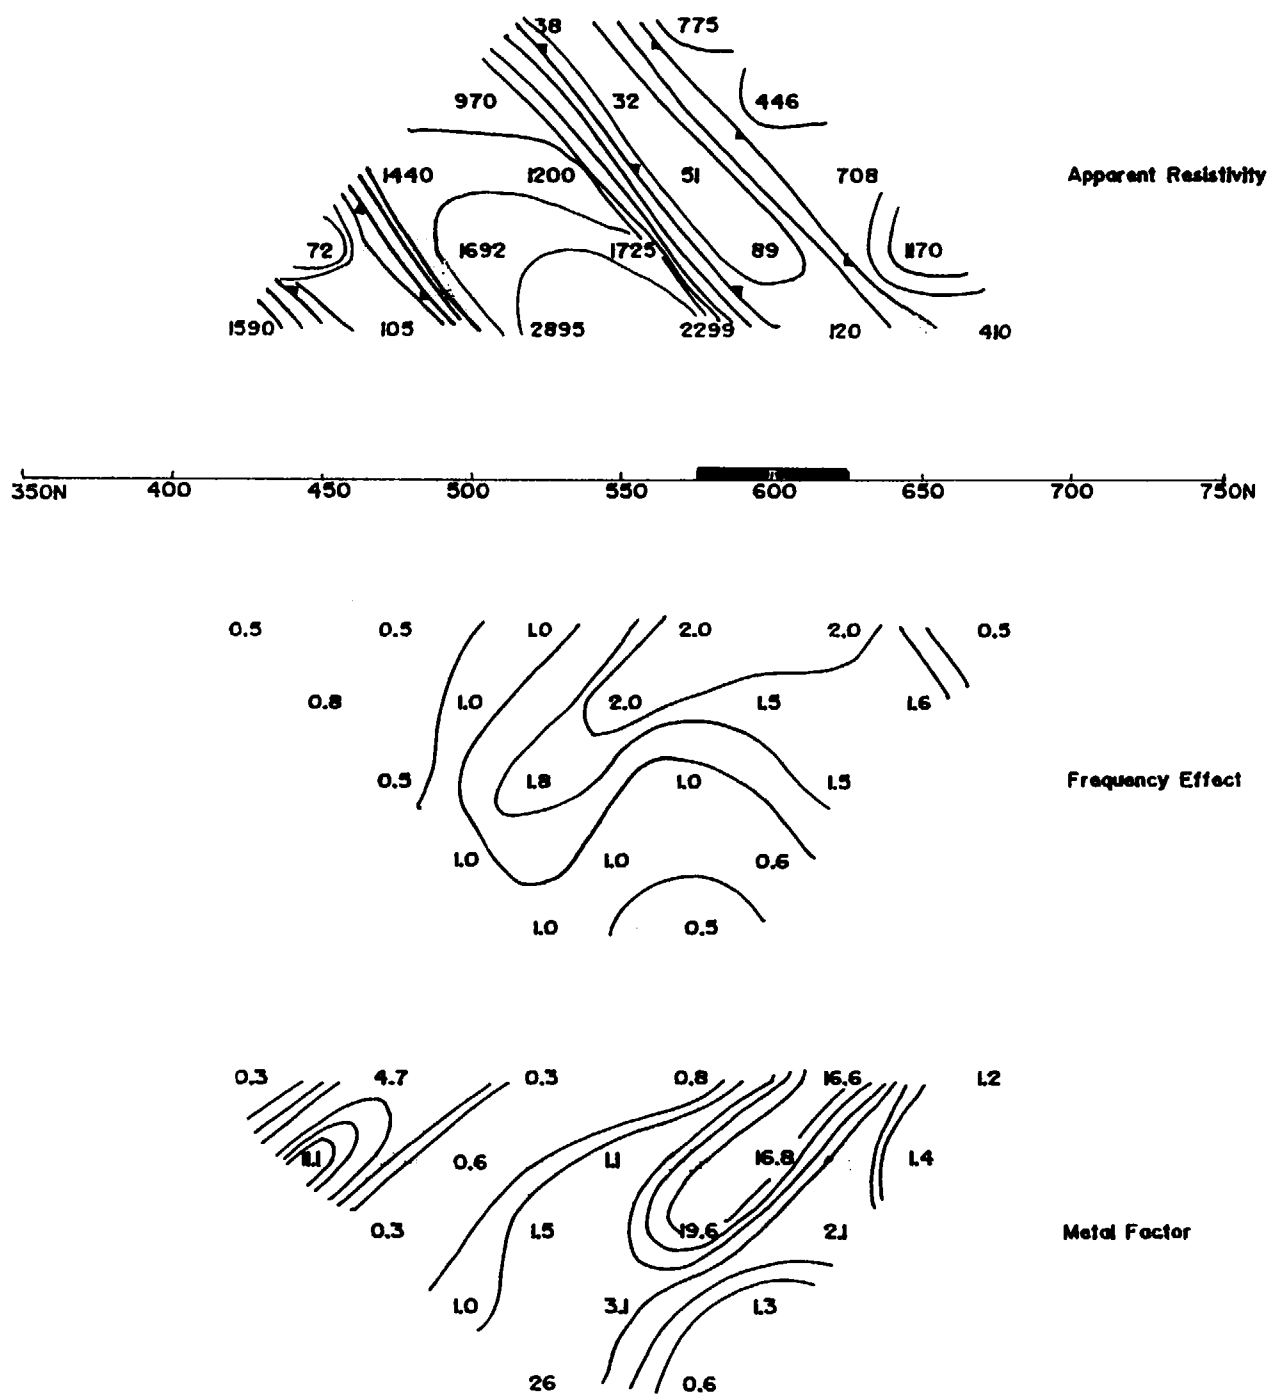 38 775
970 32 446
1440 1200 51 708 Apparent Resistivity
72 1692 1725 89 1170
1590 105 2895 2299 120 410
350N 400 450 500 550 600 650 700 750N
0.5 0.5 1.0 2.0 2.0 0.5
0.8 1.0 2.0 1.5 1.6
0.5 1.8 1.0 1.5 Frequency Effect
1.0 1.0 0.6
1.0 0.5
0.3 4.7 0.3 0.8 16.6 1.2
11.1 0.6 1.1 16.8 1.4
0.3 1.5 19.6 2.1 Metal Factor
1.0 3.1 1.3
26 0.6